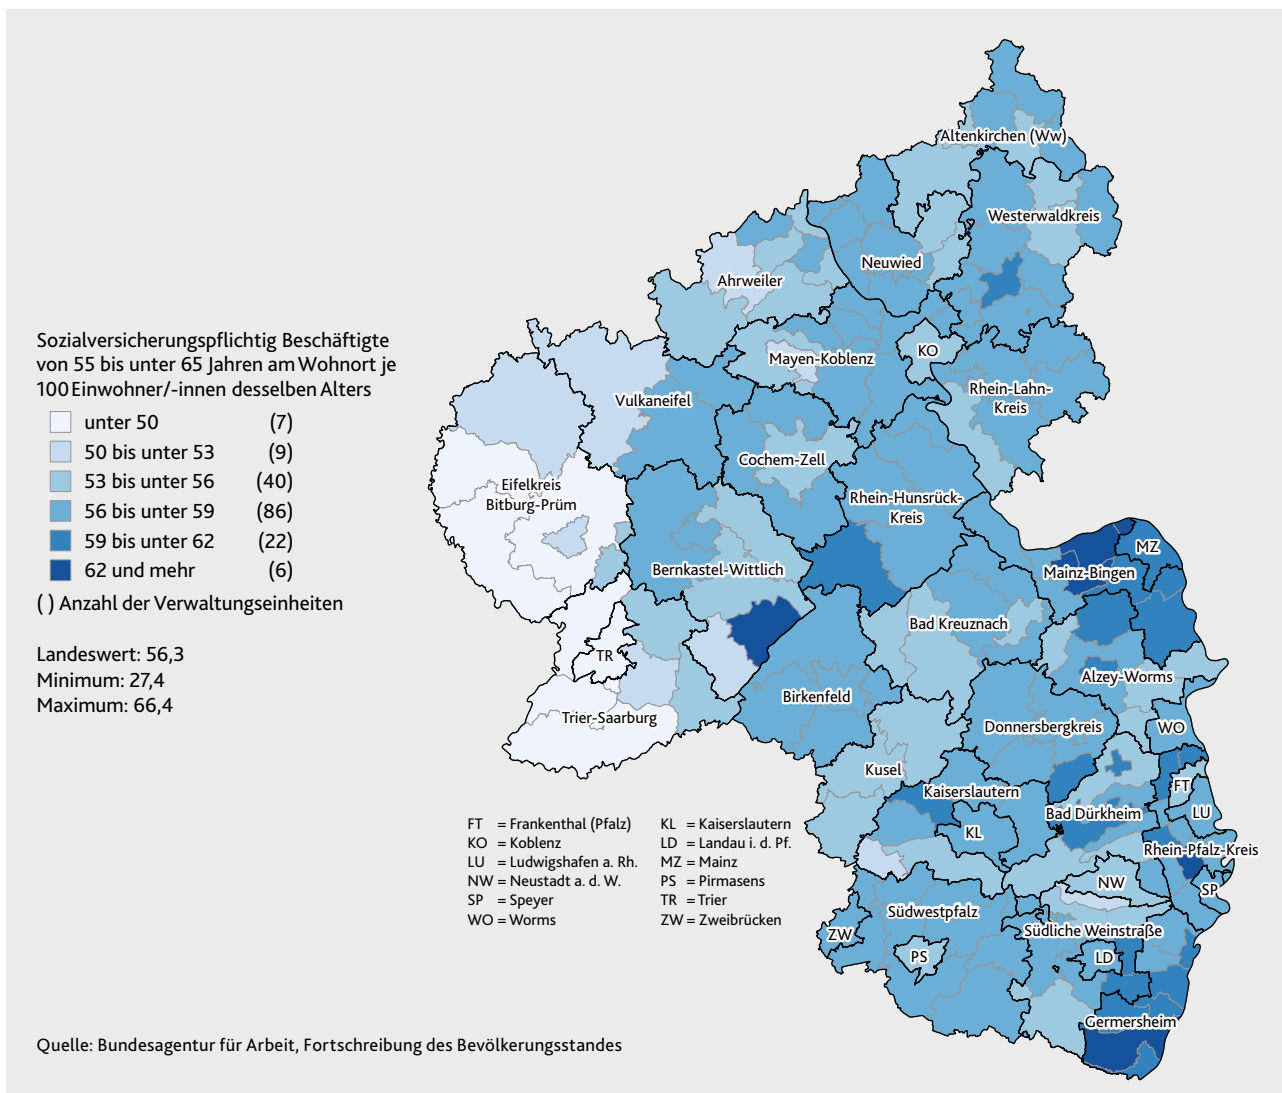 Altenkirchen (Ww)
Westerwaldkreis
Neuwied
Ahrweiler
Sozialversicherungspflichtig Beschäftigte
von 55 bis unter 65 Jahren am Wohnort je
100 Einwohner/-innen desselben Alters
unter 50 (7)
50 bis unter 53 (9)
53 bis unter 56 (40)
56 bis unter 59 (86)
59 bis unter 62 (22)
62 und mehr (6)
( ) Anzahl der Verwaltungseinheiten
Landeswert: 56,3
Minimum: 27,4
Maximum: 66,4
Mayen-Koblenz
KO
Rhein-Lahn-
Kreis
Vulkaneifel
Cochem-Zell
Eifelkreis
Bitburg-Prüm
Rhein-Hunsrück-
Kreis
MZ
Mainz-Bingen
Bernkastel-Wittlich
Bad Kreuznach
TR
Alzey-Worms
Birkenfeld
Trier-Saarburg
Donnersbergkreis
WO
Kusel
Kaiserslautern
FT
Bad Dürkheim
LU
KL
Rhein-Pfalz-Kreis
NW
SP
Südwestpfalz
Südliche Weinstraße
ZW
PS
LD
Germersheim
FT = Frankenthal (Pfalz)
KO = Koblenz
LU = Ludwigshafen a. Rh.
NW = Neustadt a. d. W.
SP = Speyer
WO = Worms
KL = Kaiserslautern
LD = Landau i. d. Pf.
MZ = Mainz
PS = Pirmasens
TR = Trier
ZW = Zweibrücken
Quelle: Bundesagentur für Arbeit, Fortschreibung des Bevölkerungsstandes